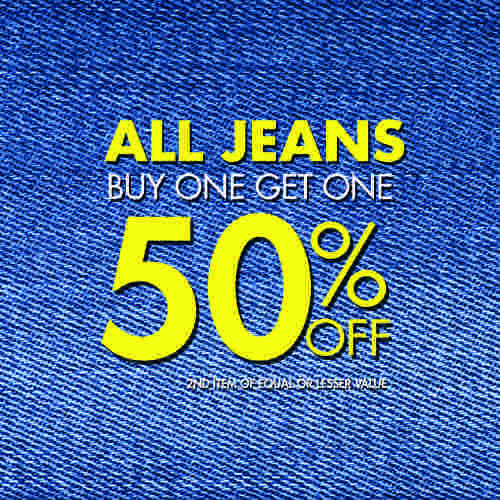 ALL JEANS
BUY ONE GET ONE
50%
OFF
2ND ITEM OF EQUAL OR LESSER VALUE